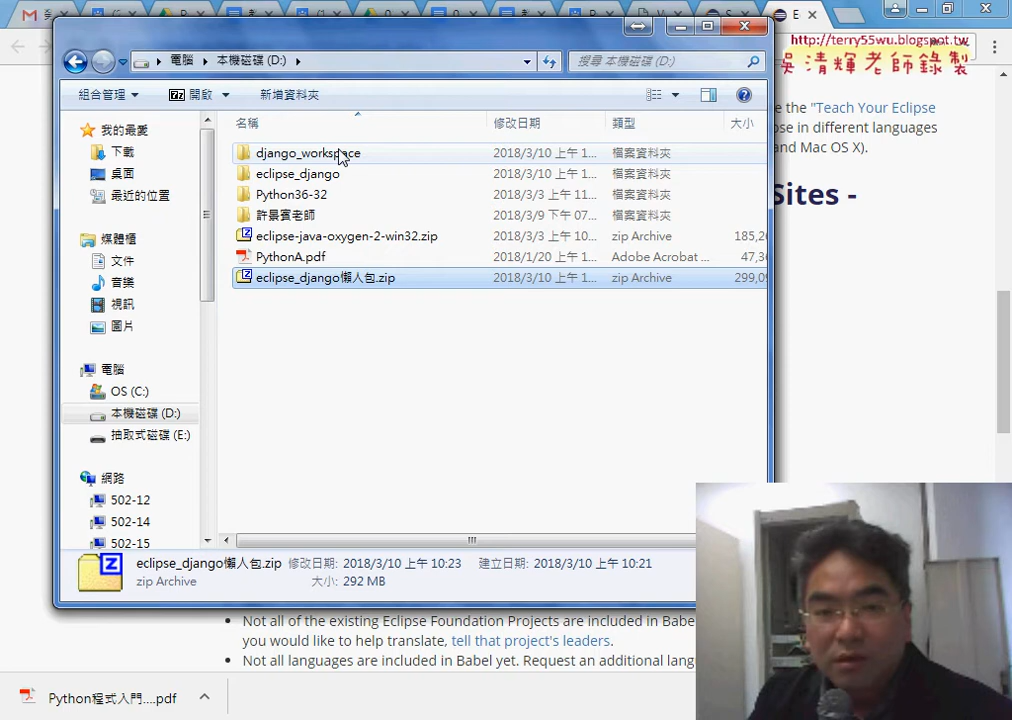 http://terry55wu.blogspot.tw
吳清輝老師錄製
電腦 本機磁碟 (D:)
搜尋 本機磁碟 (D:)
組合管理 開啟 新增資料夾
名稱 修改日期 類型 大小
我的最愛
下載
桌面
最近的位置
媒體櫃
文件
音樂
視訊
圖片
電腦
OS (C:)
本機磁碟 (D:)
抽取式磁碟 (E:)
網路
502-12
502-14
502-15
django_workspace 2018/3/10 上午 1... 檔案資料夾
eclipse_django 2018/3/10 上午 1... 檔案資料夾
Python36-32 2018/3/3 上午 11... 檔案資料夾
許景賓老師 2018/3/9 下午 07... 檔案資料夾
eclipse-java-oxygen-2-win32.zip 2018/3/3 上午 10... zip Archive 185,2
PythonA.pdf 2018/1/20 上午 1... Adobe Acrobat ... 47,3
eclipse_django懶人包.zip 2018/3/10 上午 1... zip Archive 299,0
eclipse_django懶人包.zip 修改日期: 2018/3/10 上午 10:23 建立日期: 2018/3/10 上午 10:21
zip Archive 大小: 292 MB
e the "Teach Your Eclipse
pse in different languages
and Mac OS X).
Sites -
Not all of the existing Eclipse Foundation Projects are included in Babe
you would like to help translate, tell that project's leaders.
Not all languages are included in Babel yet. Request an additional lang
Python程式入門....pdf